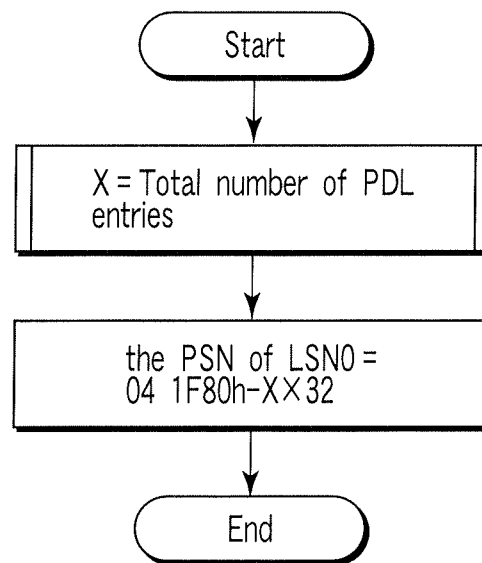 Start
X = Total number of PDL
entries
the PSN of LSN0 =
04 1F80h-X×32
End